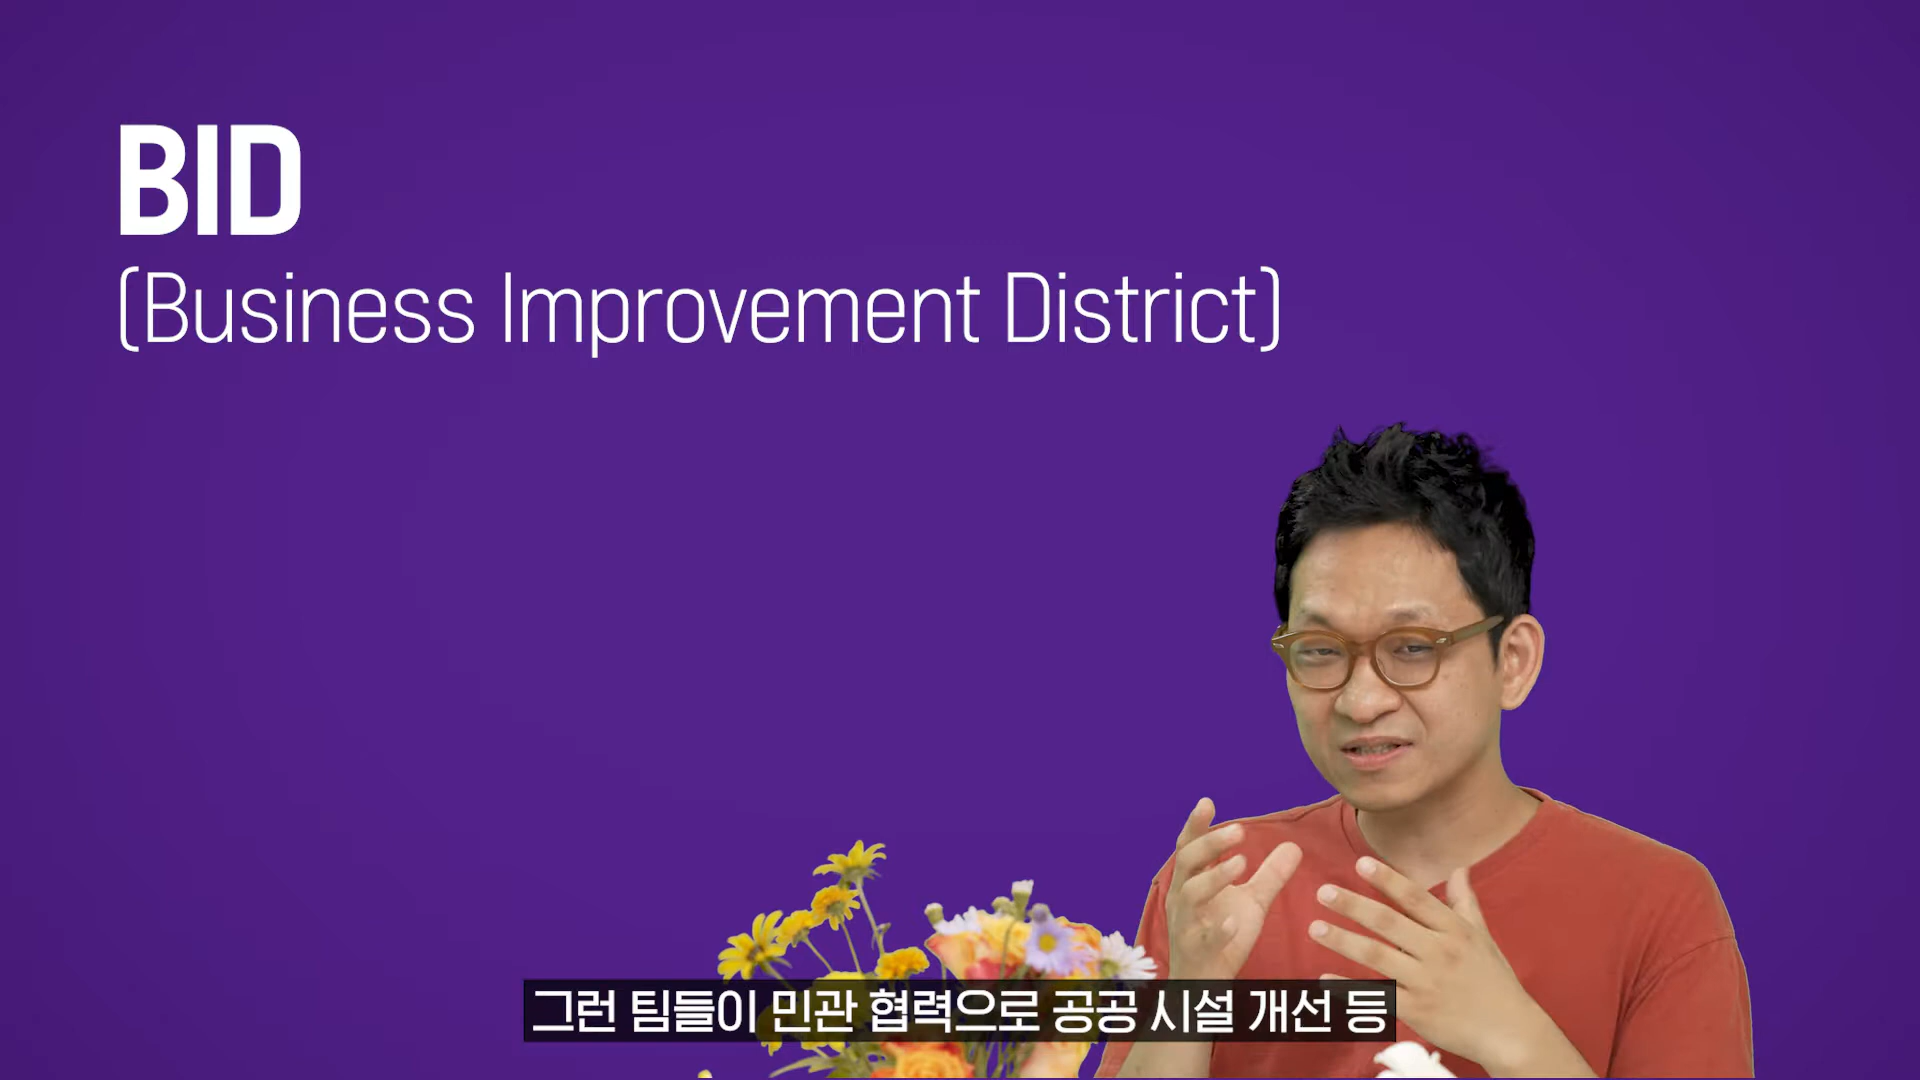 BID
(Business Improvement District)
그런 팀들이 민관 협력으로 공공 시설 개선 등